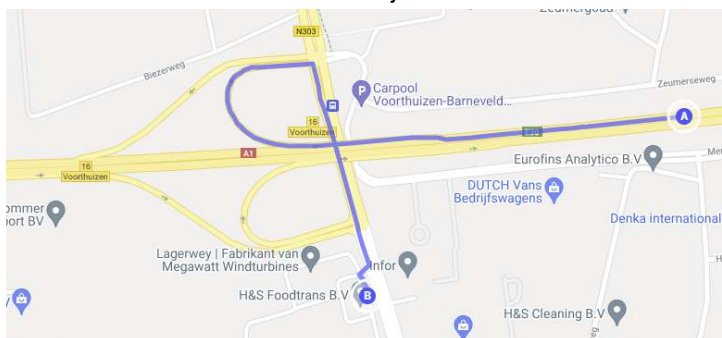 Zeumergoud
N303
Biezerweg
Zeumerseweg
Carpool
Voorthuizen-Barneveld...
P
16
Voorthuizen
A
A1
Eurofins Analytico B.V
16
Voorthuizen
DUTCH Vans
Bedrijfswagens
Denka international
ommer
port BV
Lagerwey | Fabrikant van
Megawatt Windturbines
Infor
H&S Foodtrans B.V
B
H&S Cleaning B.V